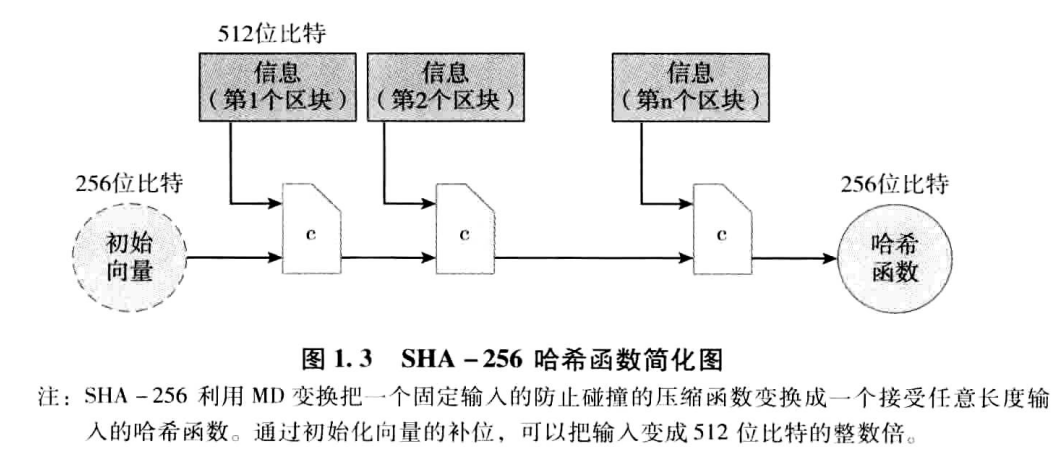 512位比特
信息
（第1个区块）
信息
（第2个区块）
信息
（第n个区块）
256位比特
256位比特
初始
向量
c
c
c
哈希
函数
图 1.3 SHA－256 哈希函数简化图
注：SHA－256 利用 MD 变换把一个固定输入的防止碰撞的压缩函数变换成一个接受任意长度输
入的哈希函数。通过初始化向量的补位，可以把输入变成 512 位比特的整数倍。